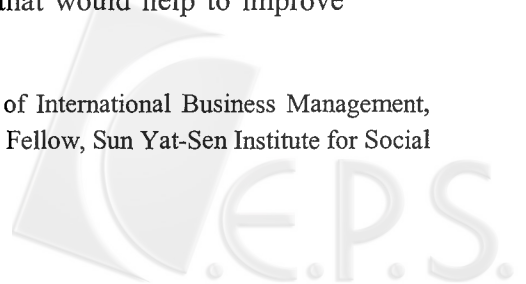 that would help to improve
of International Business Management,
Fellow, Sun Yat-Sen Institute for Social
C.E.P.S.